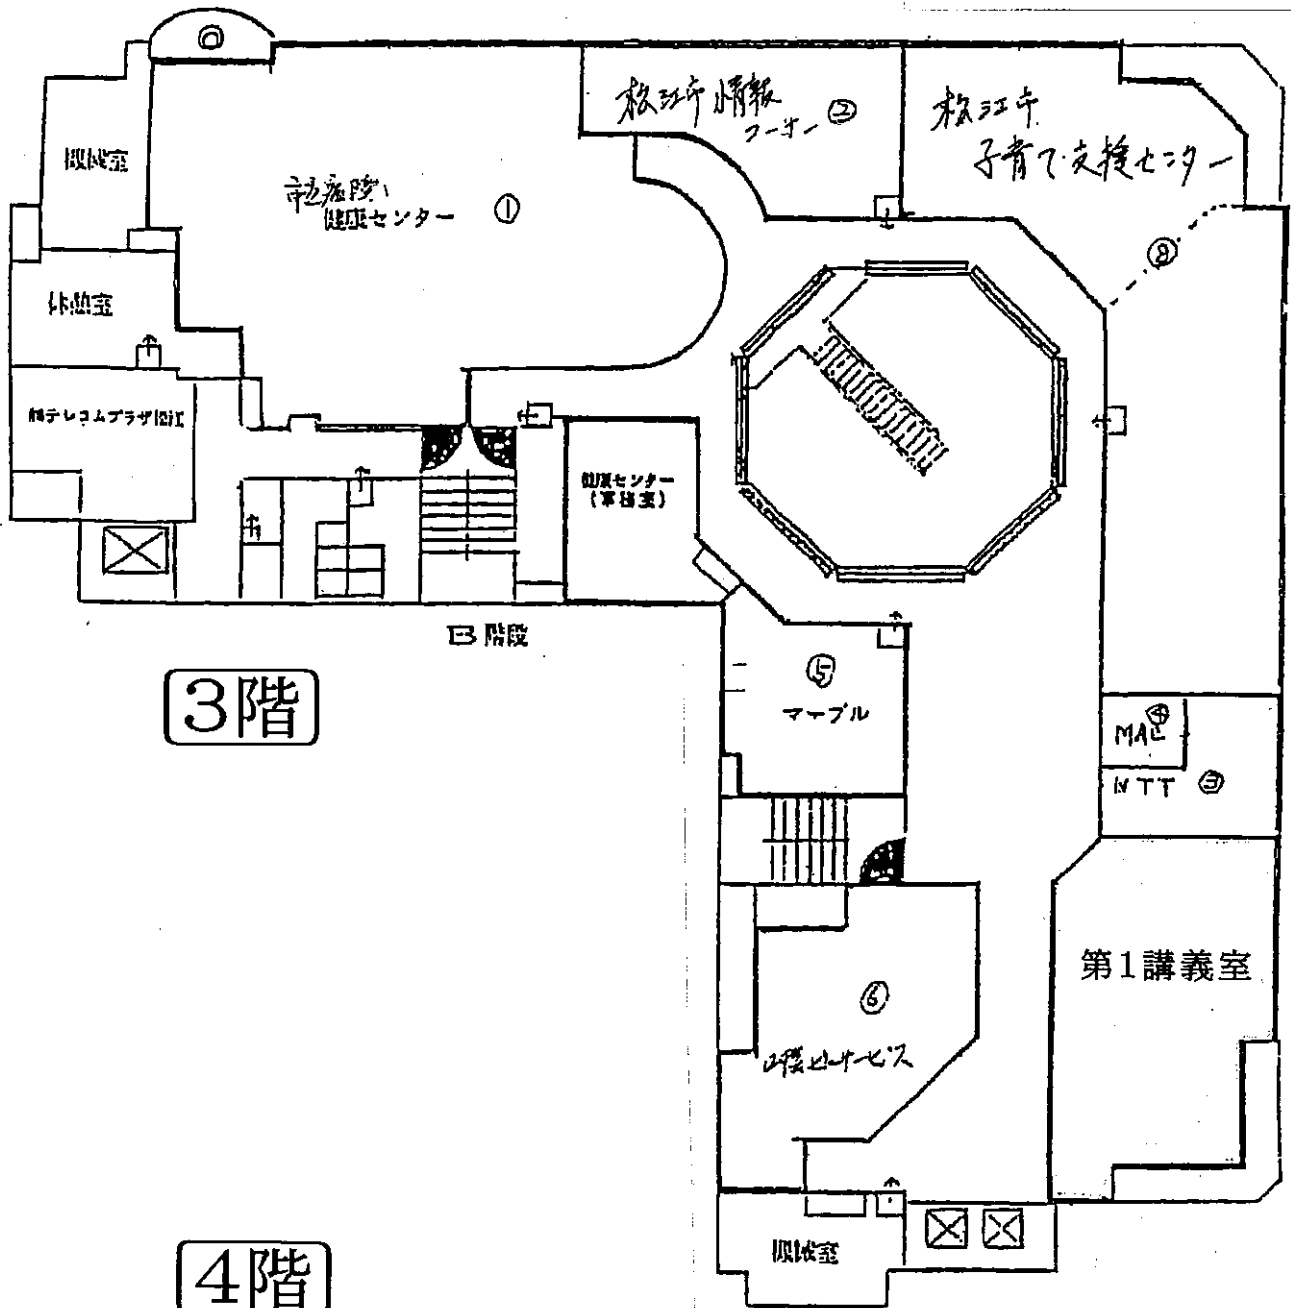 松江市情報
コーナー ②
松江市
子育て支援センター
機械室
市立病院
健康センター ①
⑧
休憩室
㈱テレコムプラザ松江
健康センター
(事務室)
B 階段
3階
⑤
マーブル
④
MAC
NTT ③
第1講義室
⑥
機械室
4階